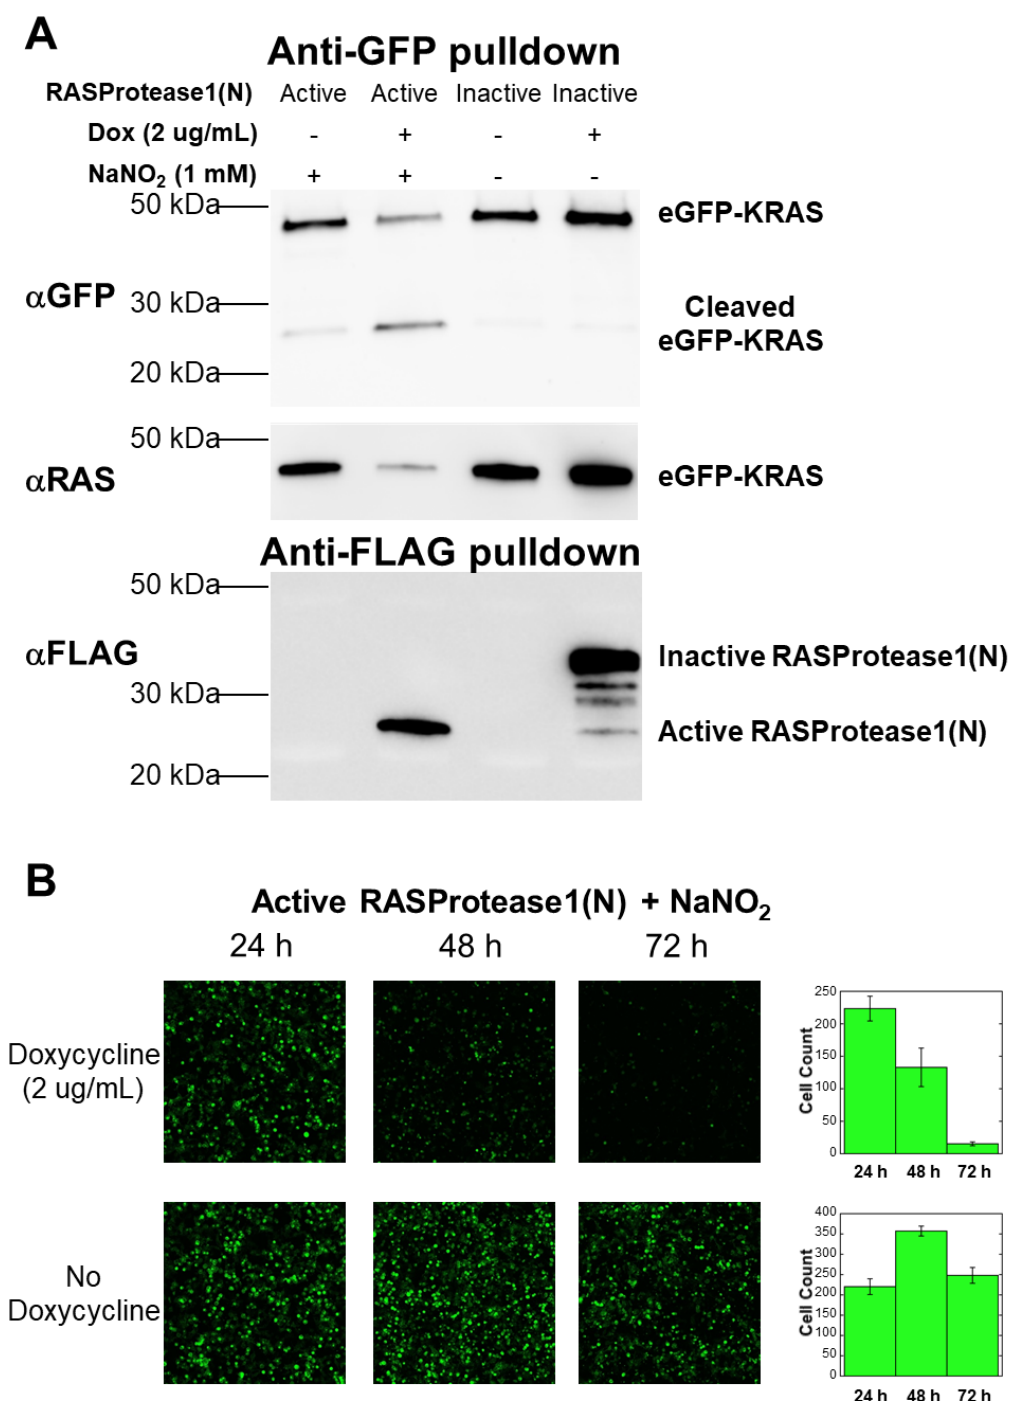 A
Anti-GFP pulldown
RASProtease1(N) Active Active Inactive Inactive
Dox (2 ug/mL) - + - +
NaNO₂ (1 mM) + + - -
50 kDa
eGFP-KRAS
αGFP
30 kDa
Cleaved
eGFP-KRAS
20 kDa
50 kDa
αRAS
eGFP-KRAS
Anti-FLAG pulldown
50 kDa
αFLAG
Inactive RASProtease1(N)
30 kDa
Active RASProtease1(N)
20 kDa
B
Active RASProtease1(N) + NaNO₂
24 h 48 h 72 h
Doxycycline
(2 ug/mL)
Cell Count
250
200
150
100
50
0
24 h 48 h 72 h
No
Doxycycline
Cell Count
400
350
300
250
200
150
100
50
0
24 h 48 h 72 h